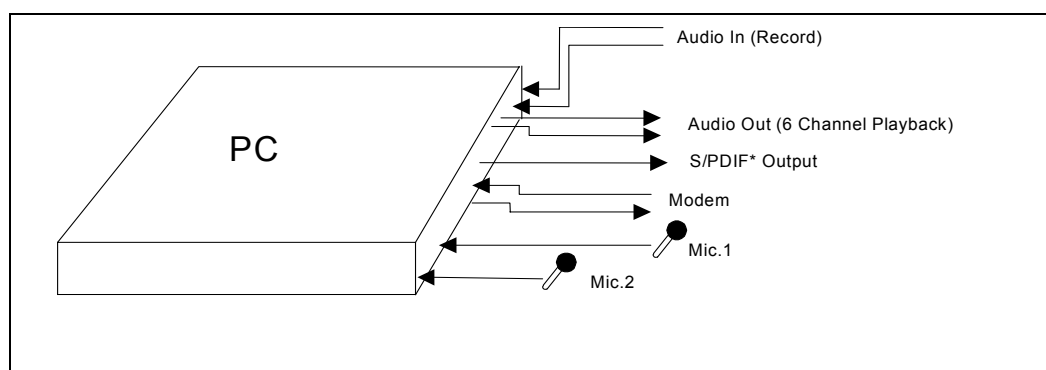 Audio In (Record)
PC
Audio Out (6 Channel Playback)
S/PDIF* Output
Modem
Mic.1
Mic.2